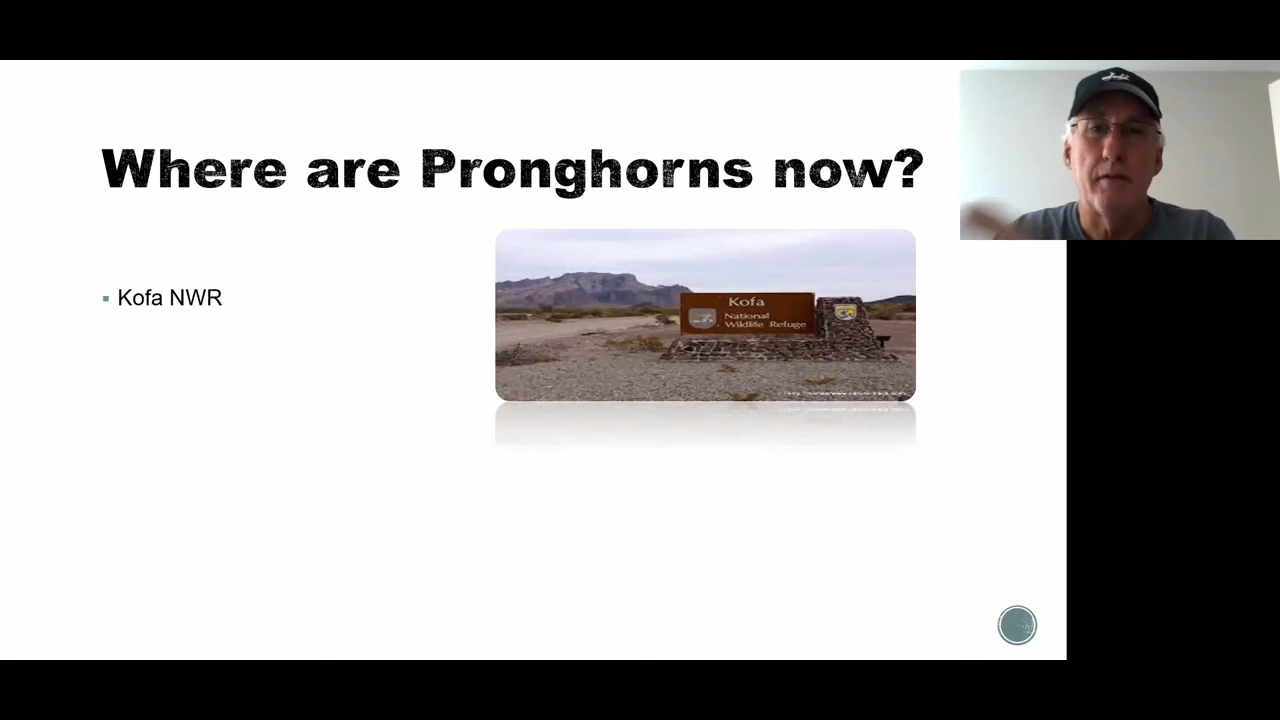 Where are Pronghorns now?
Kofa NWR
Kofa
National
Wildlife Refuge